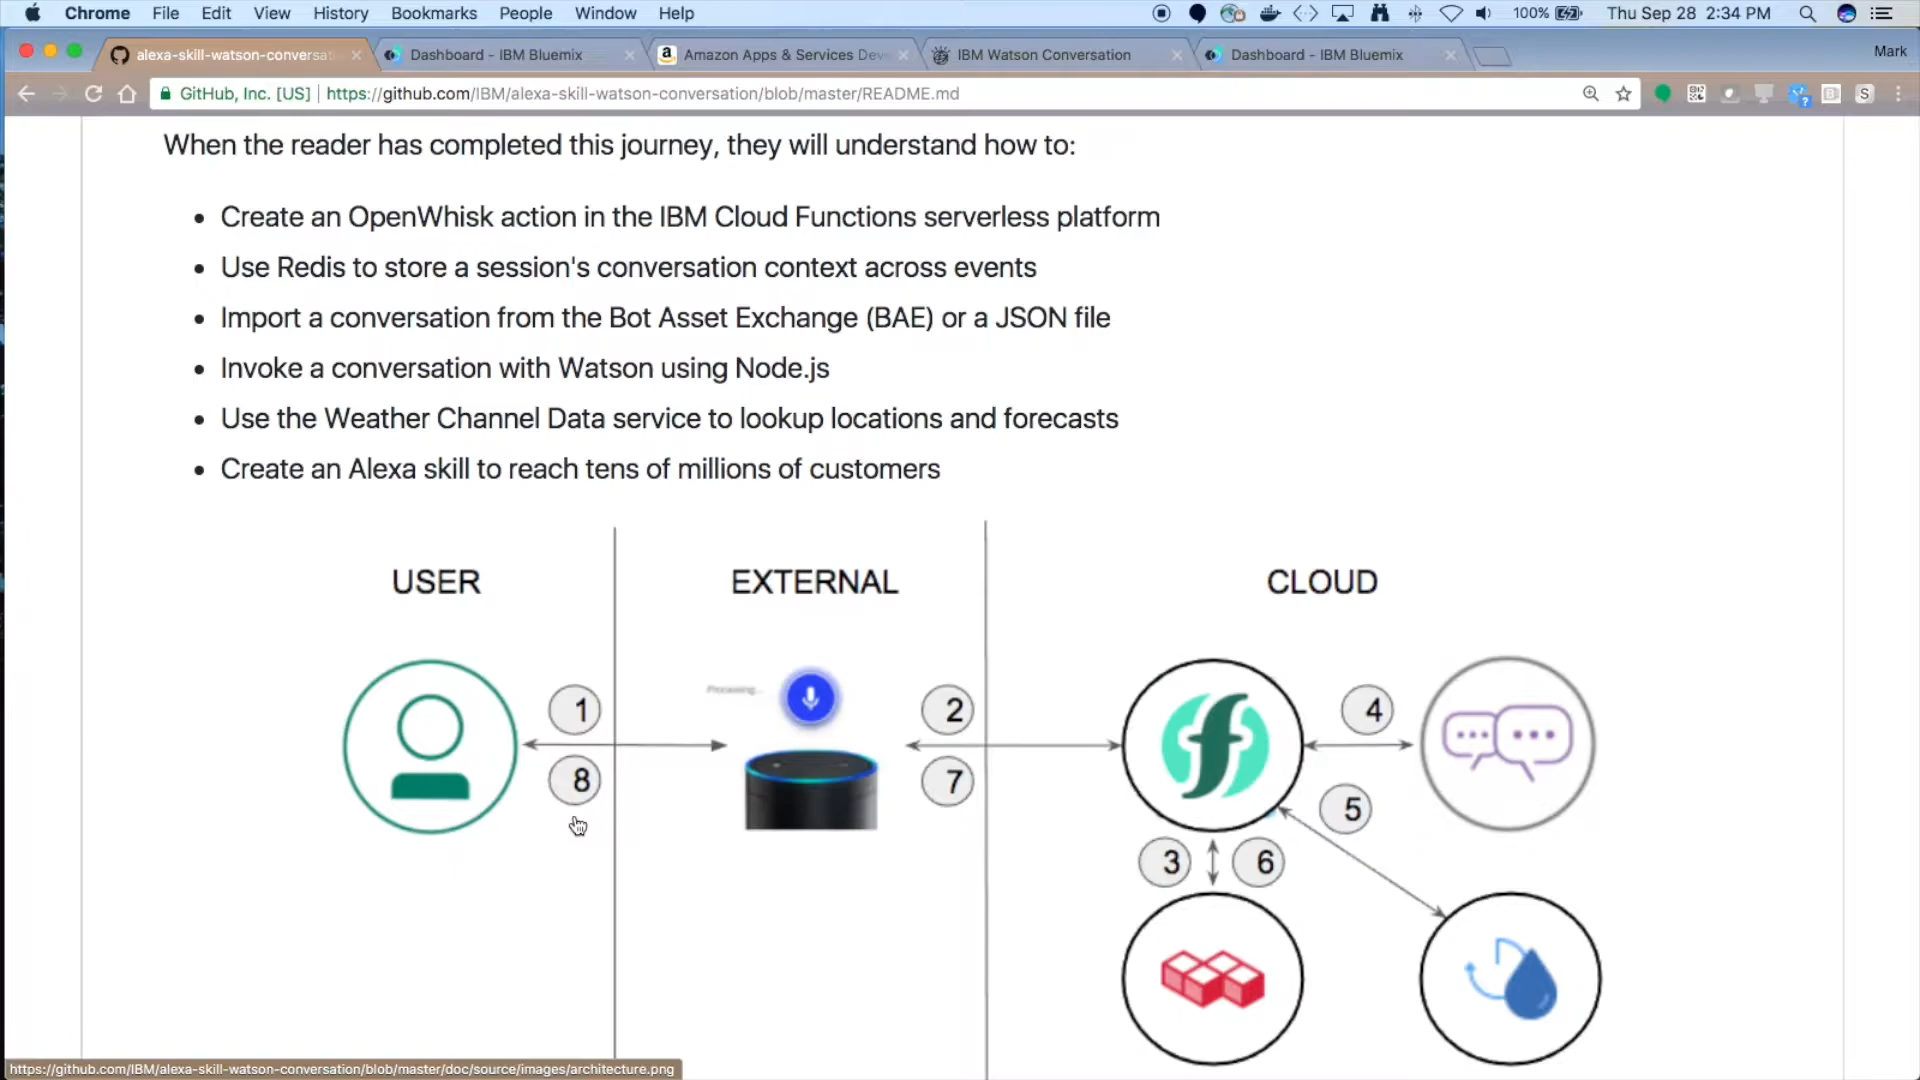 Chrome File Edit View History Bookmarks People Window Help 100% Thu Sep 28 2:34 PM
alexa-skill-watson-conversat Dashboard - IBM Bluemix Amazon Apps & Services Dev IBM Watson Conversation Dashboard - IBM Bluemix Mark
GitHub, Inc. [US] | https://github.com/IBM/alexa-skill-watson-conversation/blob/master/README.md
When the reader has completed this journey, they will understand how to:
• Create an OpenWhisk action in the IBM Cloud Functions serverless platform
• Use Redis to store a session's conversation context across events
• Import a conversation from the Bot Asset Exchange (BAE) or a JSON file
• Invoke a conversation with Watson using Node.js
• Use the Weather Channel Data service to lookup locations and forecasts
• Create an Alexa skill to reach tens of millions of customers
USER EXTERNAL CLOUD
Processing...
1 2 4
8 7 5
3 6
https://github.com/IBM/alexa-skill-watson-conversation/blob/master/doc/source/images/architecture.png